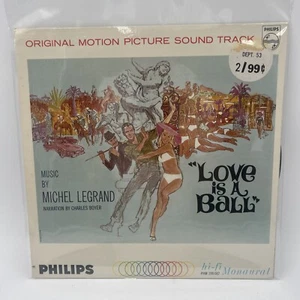 ORIGINAL MOTION PICTURE SOUND TRACK
PHILIPS
DEPT. 53
2/99¢
MUSIC
BY
MICHEL LEGRAND
NARRATION BY CHARLES BOYER
"LOVE
IS A
BALL"
PHILIPS
hi-fi
Monaural